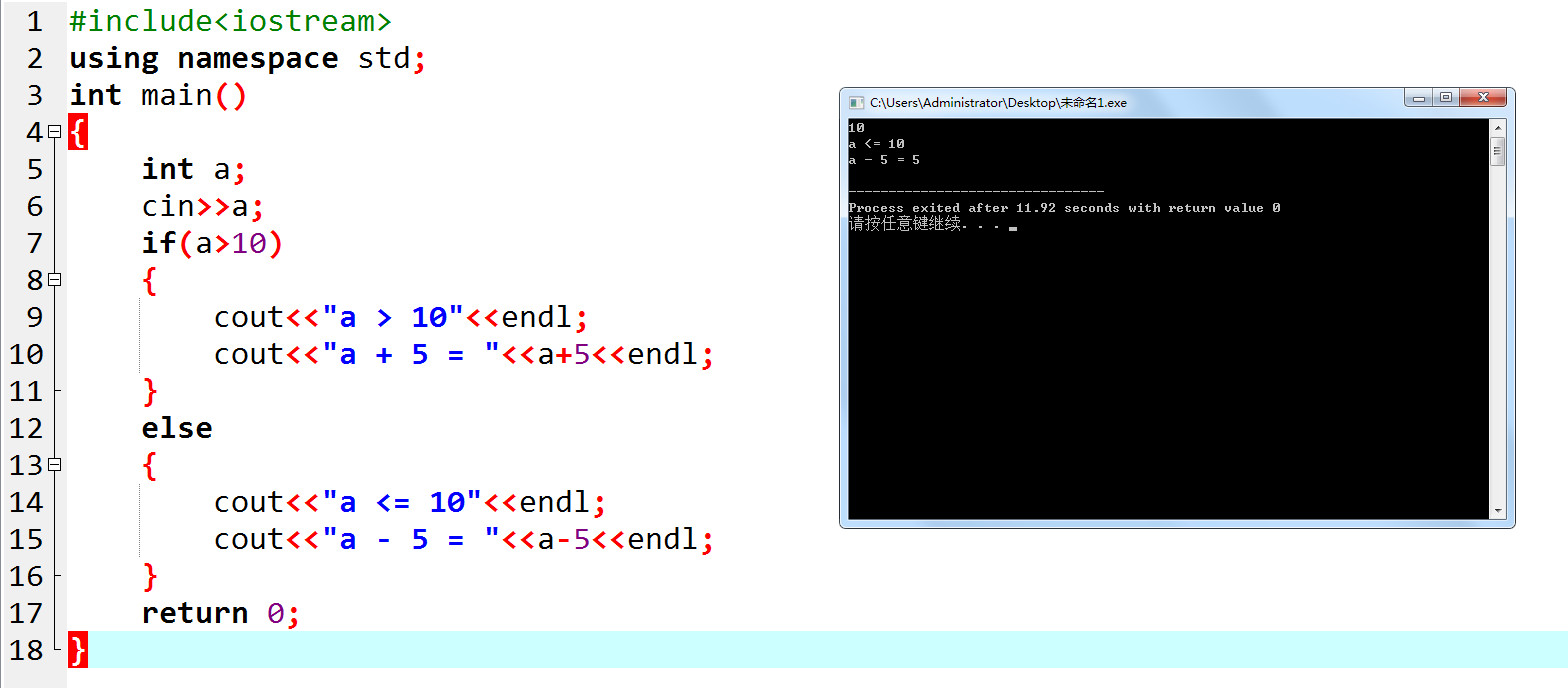 1 #include<iostream>
2 using namespace std;
3 int main()
4 {
5 int a;
6 cin>>a;
7 if(a>10)
8 {
9 cout<<"a > 10"<<endl;
10 cout<<"a + 5 = "<<a+5<<endl;
11 }
12 else
13 {
14 cout<<"a <= 10"<<endl;
15 cout<<"a - 5 = "<<a-5<<endl;
16 }
17 return 0;
18 }
C:\Users\Administrator\Desktop\未命名1.exe
10
a <= 10
a - 5 = 5
--------------------------------
Process exited after 11.92 seconds with return value 0
请按任意键继续. . .